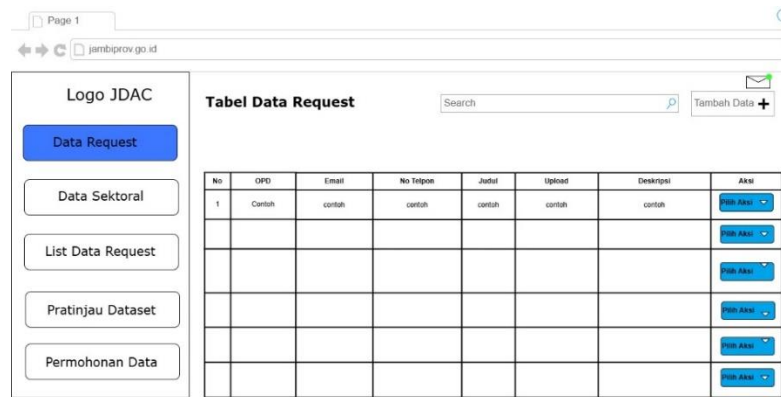 Page 1
jambiprov.go.id
Logo JDAC
Data Request
Data Sektoral
List Data Request
Pratinjau Dataset
Permohonan Data
Tabel Data Request
Search
Tambah Data +
No OPD Email No Telpon Judul Upload Deskripsi Aksi
1 Contoh contoh contoh contoh contoh contoh Pilih Aksi
Pilih Aksi
Pilih Aksi
Pilih Aksi
Pilih Aksi
Pilih Aksi